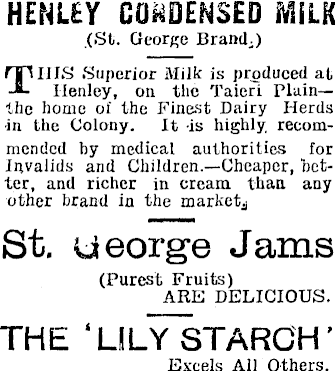 HENLEY CONDENSED MILK
(St. George Brand.)
THIS Superior Milk is produced at
Henley, on the Taieri Plain—
the home of the Finest Dairy Herds
in the Colony. It is highly recom-
mended by medical authorities for
Invalids and Children.—Cheaper, bet-
ter, and richer in cream than any
other brand in the market.
St. George Jams
(Purest Fruits)
ARE DELICIOUS.
THE 'LILY STARCH'
Excels All Others.